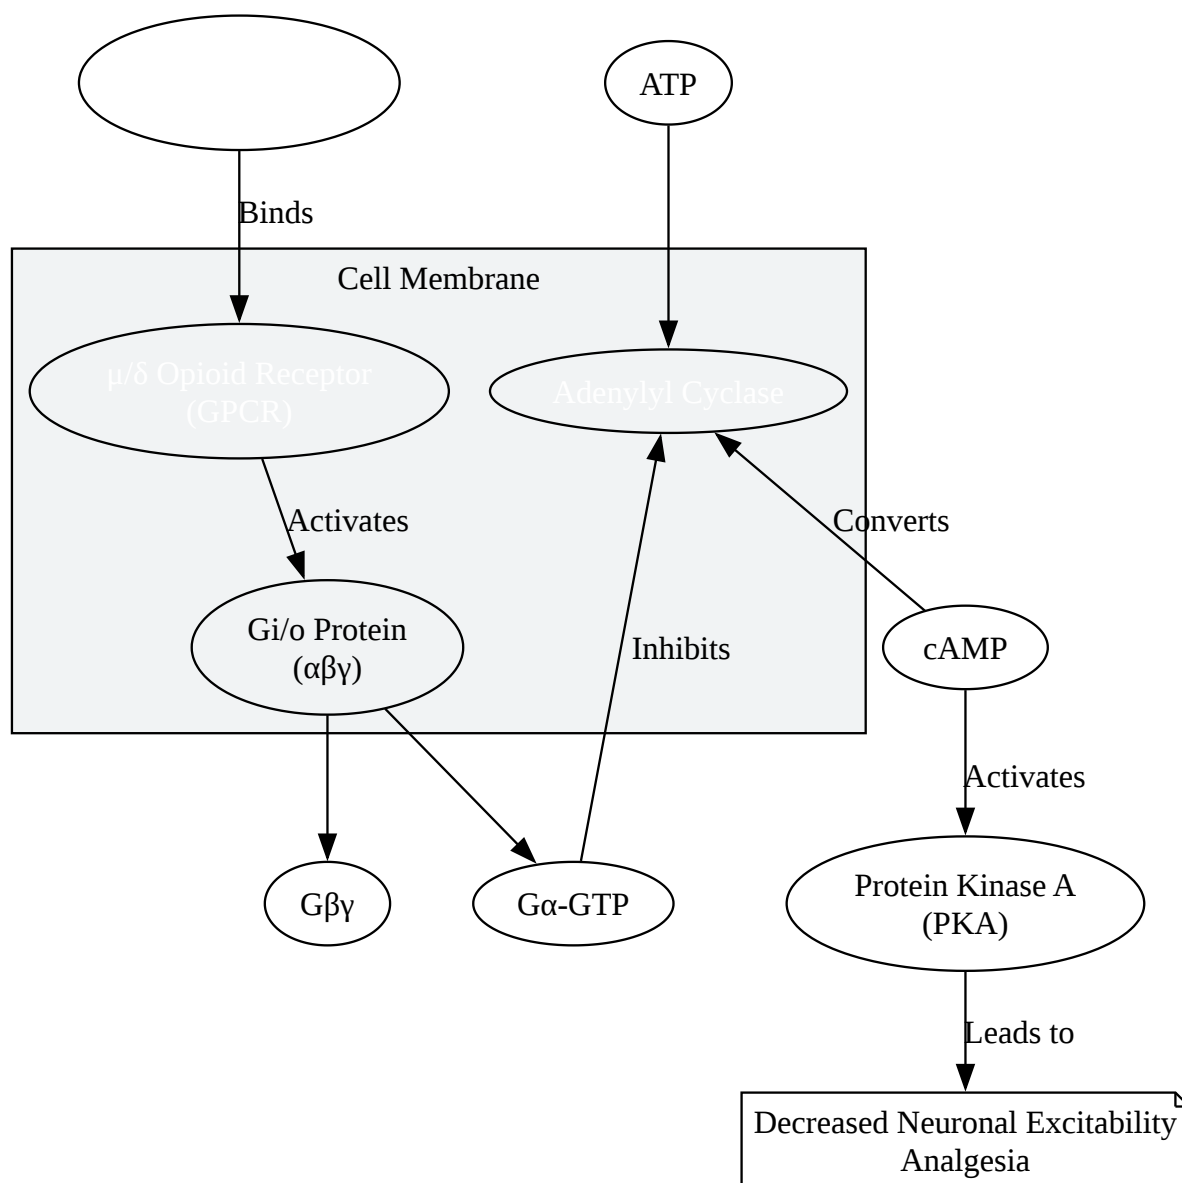 ATP
Binds
Cell Membrane
μ/δ Opioid Receptor
(GPCR)
Adenylyl Cyclase
Activates
Converts
Gi/o Protein
(αβγ)
Inhibits
cAMP
Activates
Gβγ
Gα-GTP
Protein Kinase A
(PKA)
Leads to
Decreased Neuronal Excitability
Analgesia